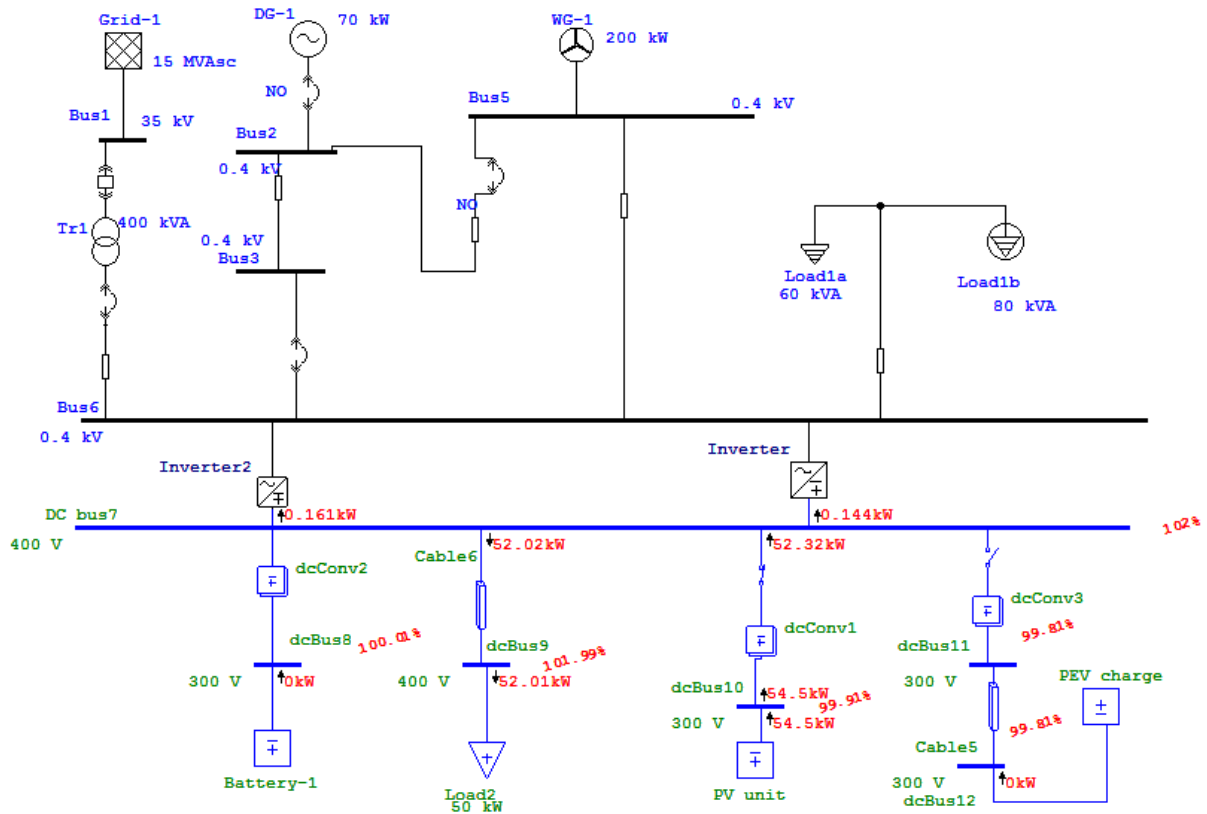 Grid-1
DG-1
70 kW
WG-1
200 kW
15 MVAsc
NO
Bus5
0.4 kV
Bus1
35 kV
Bus2
0.4 kV
NO
Tr1
400 kVA
0.4 kV
Bus3
Load1a
60 kVA
Load1b
80 kVA
Bus6
0.4 kV
Inverter2
Inverter
DC bus7
0.161kW
0.144kW
102%
400 V
52.02kW
52.32kW
Cable6
dcConv2
dcConv3
dcConv1
dcBus8
100.01%
dcBus9
101.99%
99.81%
dcBus11
300 V
0kW
400 V
52.01kW
dcBus10
54.5kW
99.91%
300 V
54.5kW
300 V
PEV charge
99.81%
Cable5
Battery-1
Load2
50 kW
PV unit
300 V
0kW
dcBus12